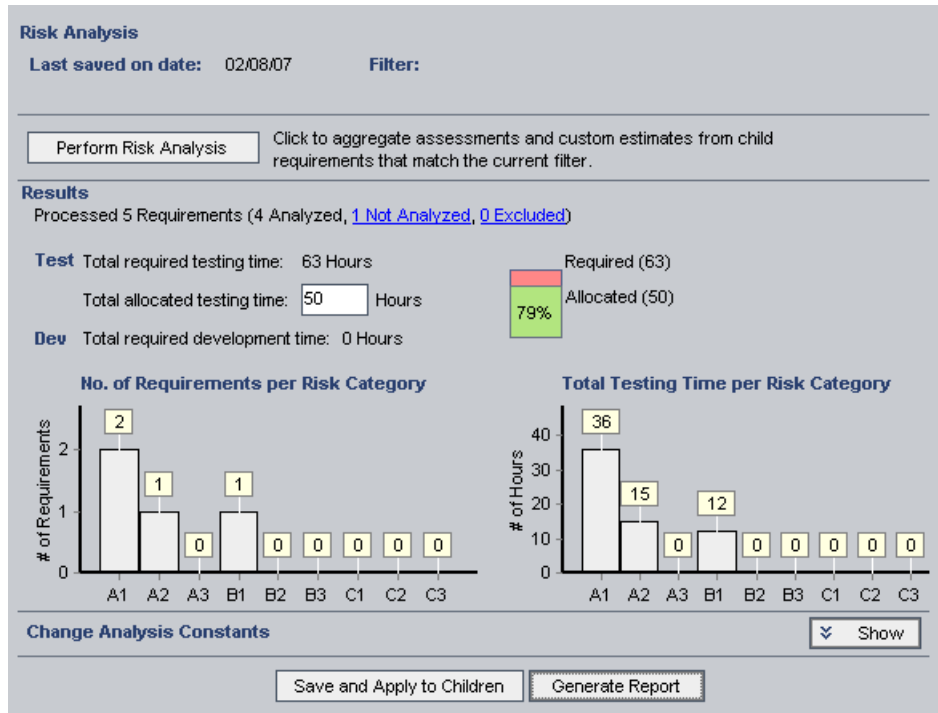 Risk Analysis
Last saved on date: 02/08/07 Filter:
Perform Risk Analysis
Click to aggregate assessments and custom estimates from child
requirements that match the current filter.
Results
Processed 5 Requirements (4 Analyzed, 1 Not Analyzed, 0 Excluded)
Test Total required testing time: 63 Hours
Total allocated testing time: 50 Hours
Dev Total required development time: 0 Hours
Required (63)
Allocated (50)
79%
No. of Requirements per Risk Category
# of Requirements
2
1
0
2 1 0 1 0 0 0 0 0
A1 A2 A3 B1 B2 B3 C1 C2 C3
Total Testing Time per Risk Category
# of Hours
40
30
20
10
0
36 15 0 12 0 0 0 0 0
A1 A2 A3 B1 B2 B3 C1 C2 C3
Change Analysis Constants
Show
Save and Apply to Children
Generate Report